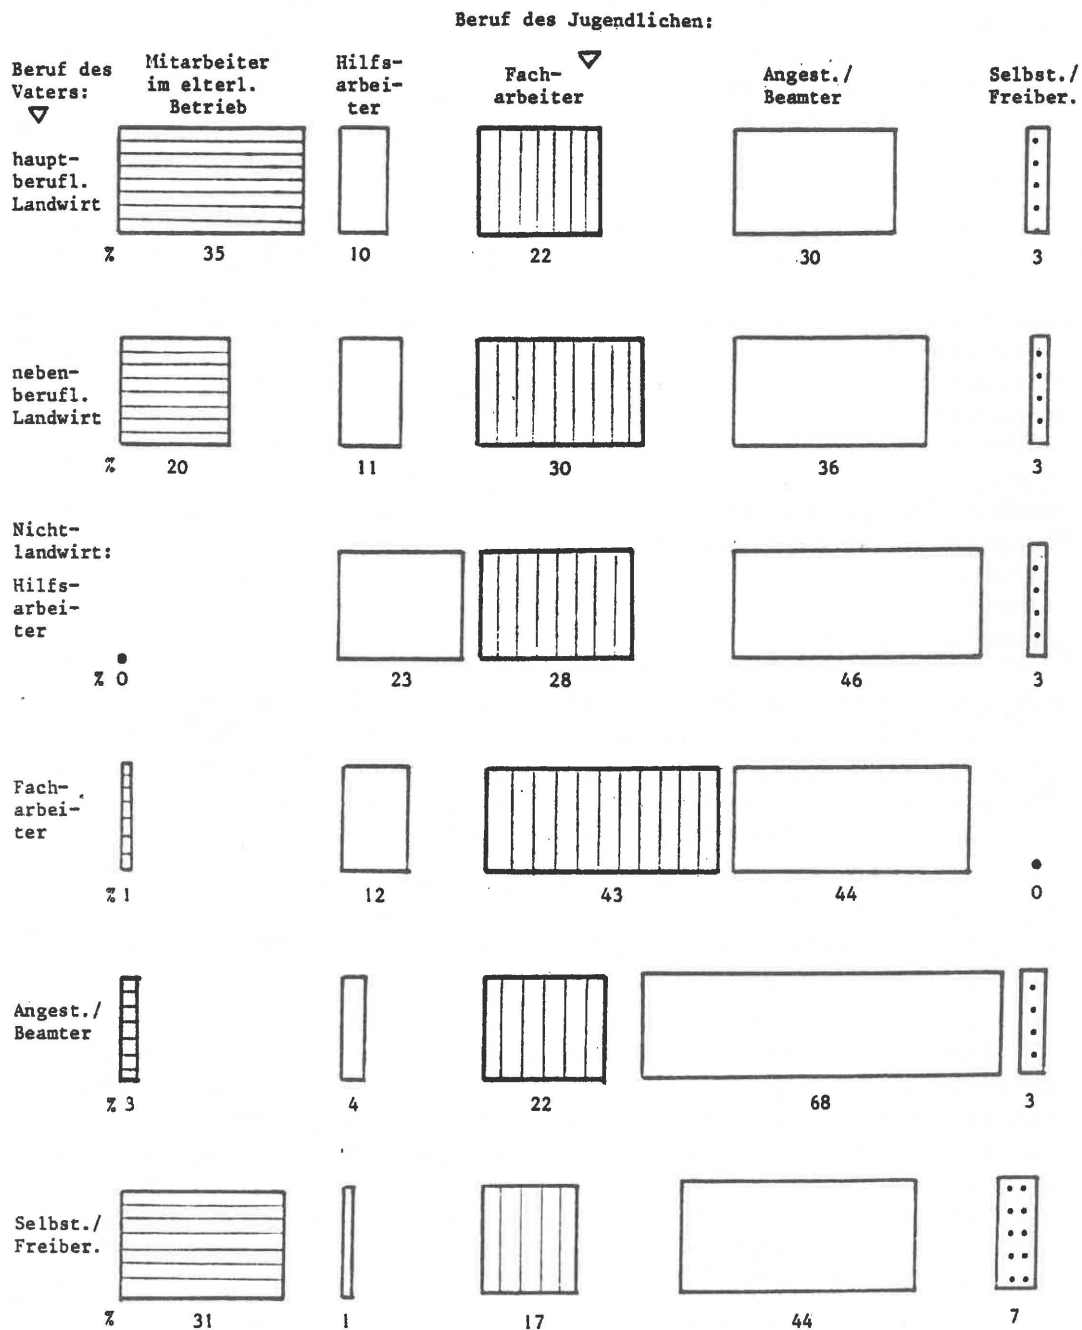 Beruf des Jugendlichen:
▽
Beruf des
Vaters:
▽
Mitarbeiter
im elterl.
Betrieb
Hilfs-
arbei-
ter
Fach-
arbeiter
Angest./
Beamter
Selbst./
Freiber.
haupt-
berufl.
Landwirt
% 35 10 22 30 3
neben-
berufl.
Landwirt
% 20 11 30 36 3
Nicht-
landwirt:
Hilfs-
arbei-
ter
% 0 23 28 46 3
Fach-
arbei-
ter
% 1 12 43 44 0
Angest./
Beamter
% 3 4 22 68 3
Selbst./
Freiber.
% 31 1 17 44 7